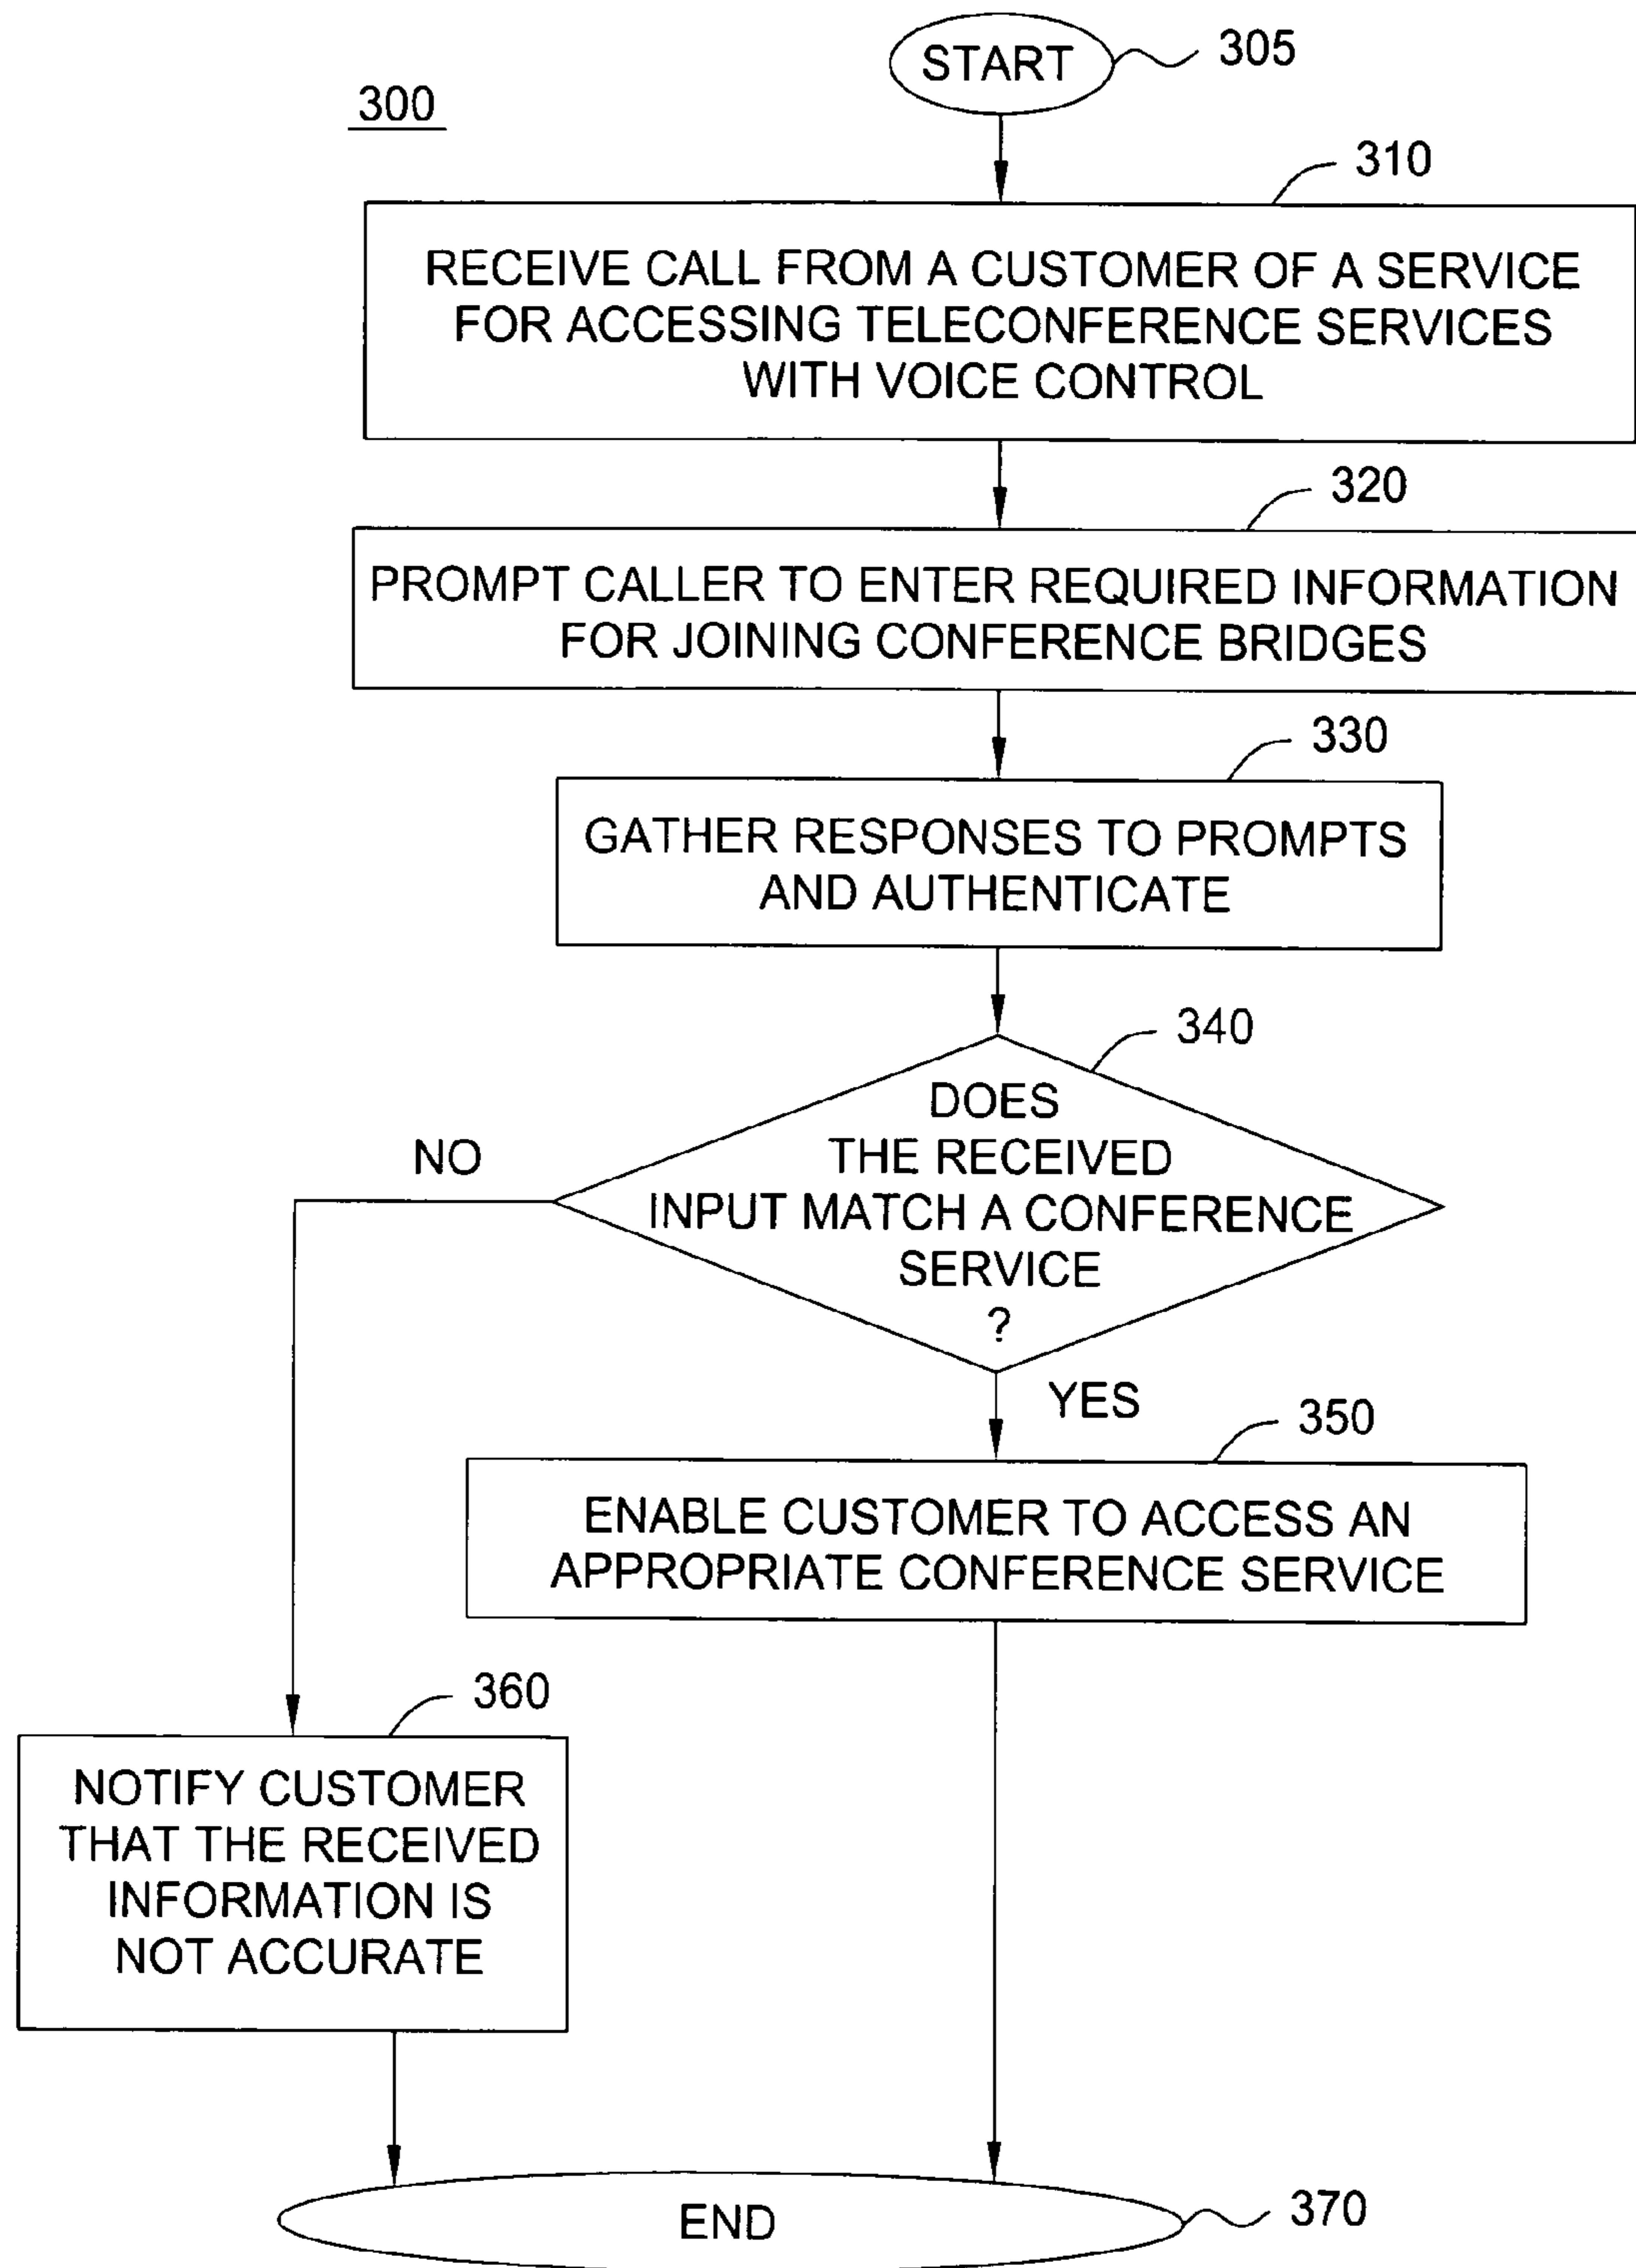 START
305
300
310
RECEIVE CALL FROM A CUSTOMER OF A SERVICE
FOR ACCESSING TELECONFERENCE SERVICES
WITH VOICE CONTROL
320
PROMPT CALLER TO ENTER REQUIRED INFORMATION
FOR JOINING CONFERENCE BRIDGES
330
GATHER RESPONSES TO PROMPTS
AND AUTHENTICATE
340
DOES
THE RECEIVED
INPUT MATCH A CONFERENCE
SERVICE
?
NO
YES
350
ENABLE CUSTOMER TO ACCESS AN
APPROPRIATE CONFERENCE SERVICE
360
NOTIFY CUSTOMER
THAT THE RECEIVED
INFORMATION IS
NOT ACCURATE
END
370